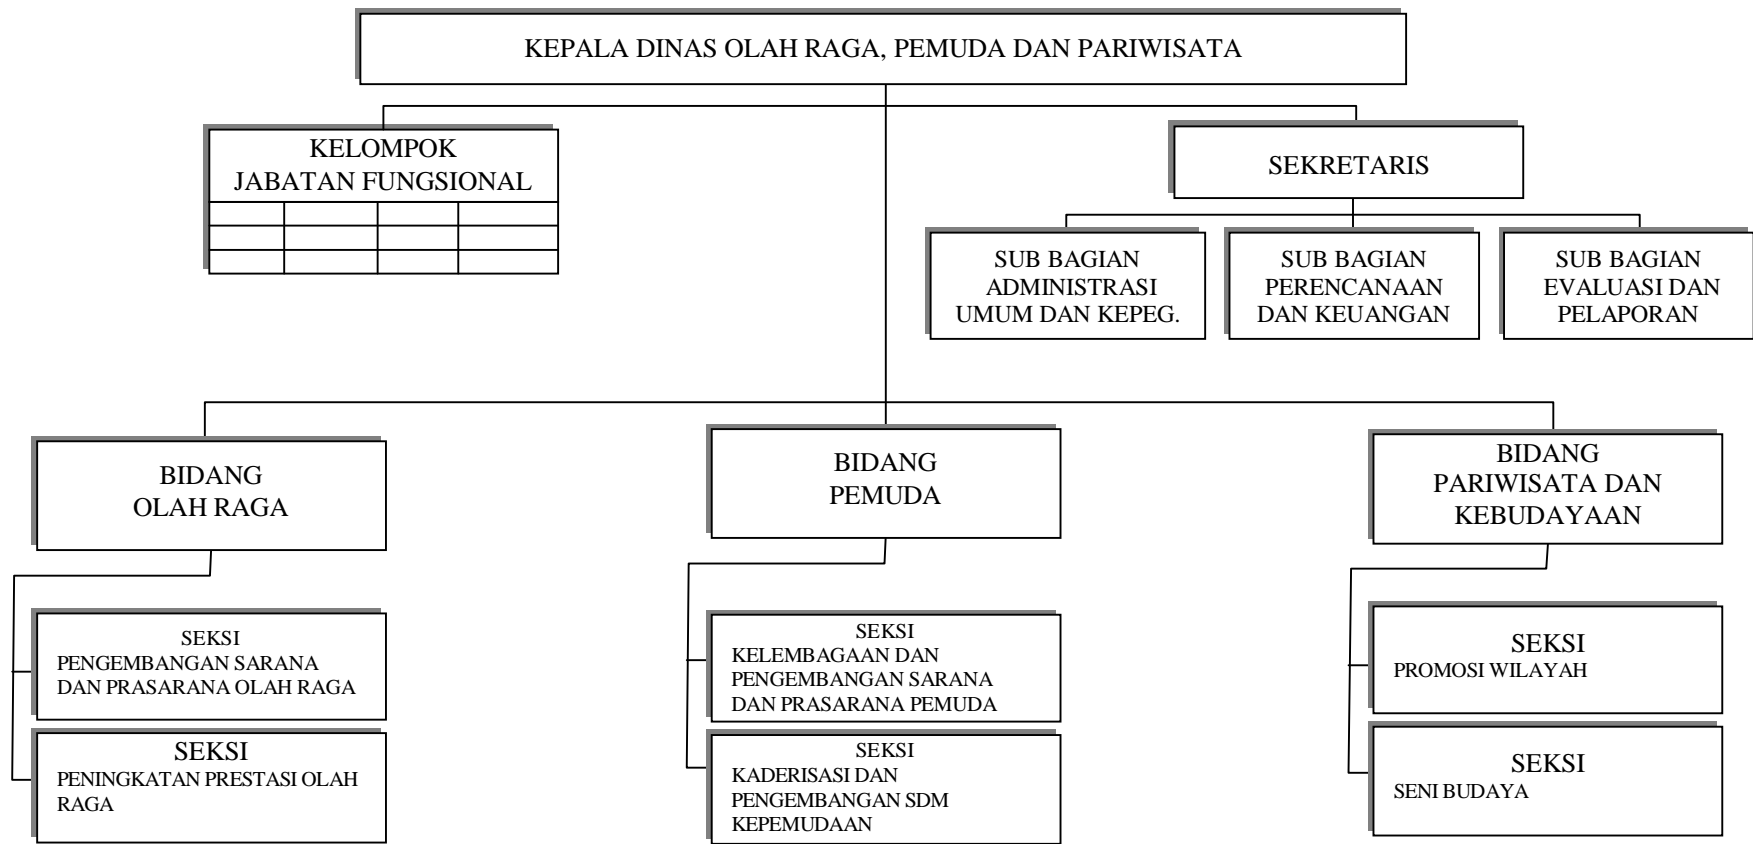 KEPALA DINAS OLAH RAGA, PEMUDA DAN PARIWISATA
KELOMPOK
JABATAN FUNGSIONAL
SEKRETARIS
SUB BAGIAN
ADMINISTRASI
UMUM DAN KEPEG.
SUB BAGIAN
PERENCANAAN
DAN KEUANGAN
SUB BAGIAN
EVALUASI DAN
PELAPORAN
BIDANG
OLAH RAGA
BIDANG
PEMUDA
BIDANG
PARIWISATA DAN
KEBUDAYAAN
SEKSI
PENGEMBANGAN SARANA
DAN PRASARANA OLAH RAGA
SEKSI
PENINGKATAN PRESTASI OLAH
RAGA
SEKSI
KELEMBAGAAN DAN
PENGEMBANGAN SARANA
DAN PRASARANA PEMUDA
SEKSI
KADERISASI DAN
PENGEMBANGAN SDM
KEPEMUDAAN
SEKSI
PROMOSI WILAYAH
SEKSI
SENI BUDAYA